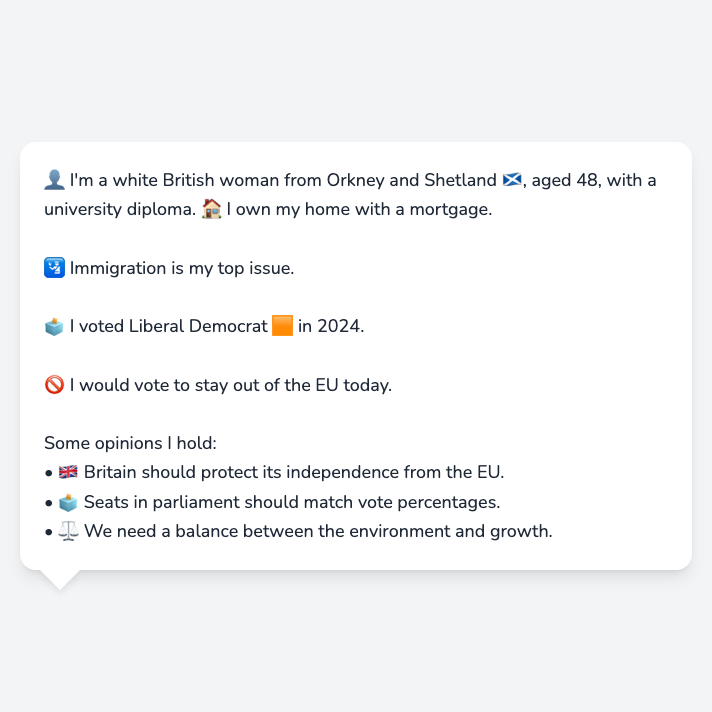 👤 I'm a white British woman from Orkney and Shetland 🏴󠁧󠁢󠁳󠁣󠁴󠁿, aged 48, with a
university diploma. 🏠 I own my home with a mortgage.
🛂 Immigration is my top issue.
🗳️ I voted Liberal Democrat 🟧 in 2024.
🚫 I would vote to stay out of the EU today.
Some opinions I hold:
• 🇬🇧 Britain should protect its independence from the EU.
• 🗳️ Seats in parliament should match vote percentages.
• ⚖️ We need a balance between the environment and growth.